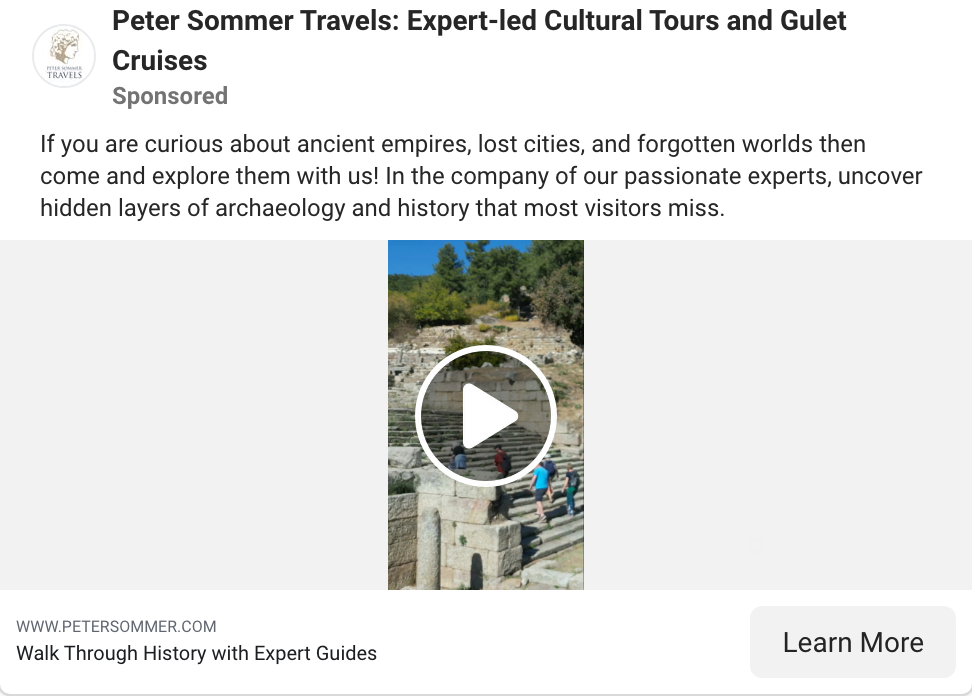 Peter Sommer Travels: Expert-led Cultural Tours and Gulet
Cruises
PETER SOMMER
TRAVELS
Sponsored
If you are curious about ancient empires, lost cities, and forgotten worlds then
come and explore them with us! In the company of our passionate experts, uncover
hidden layers of archaeology and history that most visitors miss.
WWW.PETERSOMMER.COM
Walk Through History with Expert Guides
Learn More